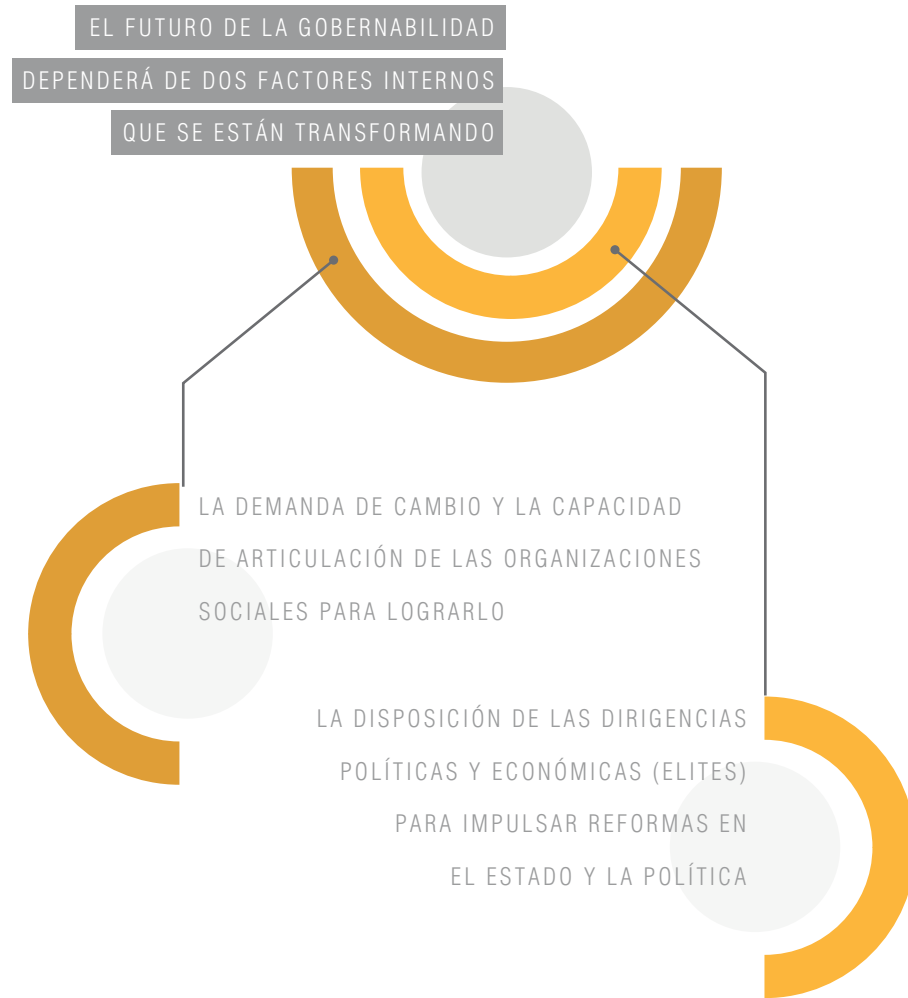 EL FUTURO DE LA GOBERNABILIDAD
DEPENDERÁ DE DOS FACTORES INTERNOS
QUE SE ESTÁN TRANSFORMANDO
LA DEMANDA DE CAMBIO Y LA CAPACIDAD
DE ARTICULACIÓN DE LAS ORGANIZACIONES
SOCIALES PARA LOGRARLO
LA DISPOSICIÓN DE LAS DIRIGENCIAS
POLÍTICAS Y ECONÓMICAS (ELITES)
PARA IMPULSAR REFORMAS EN
EL ESTADO Y LA POLÍTICA